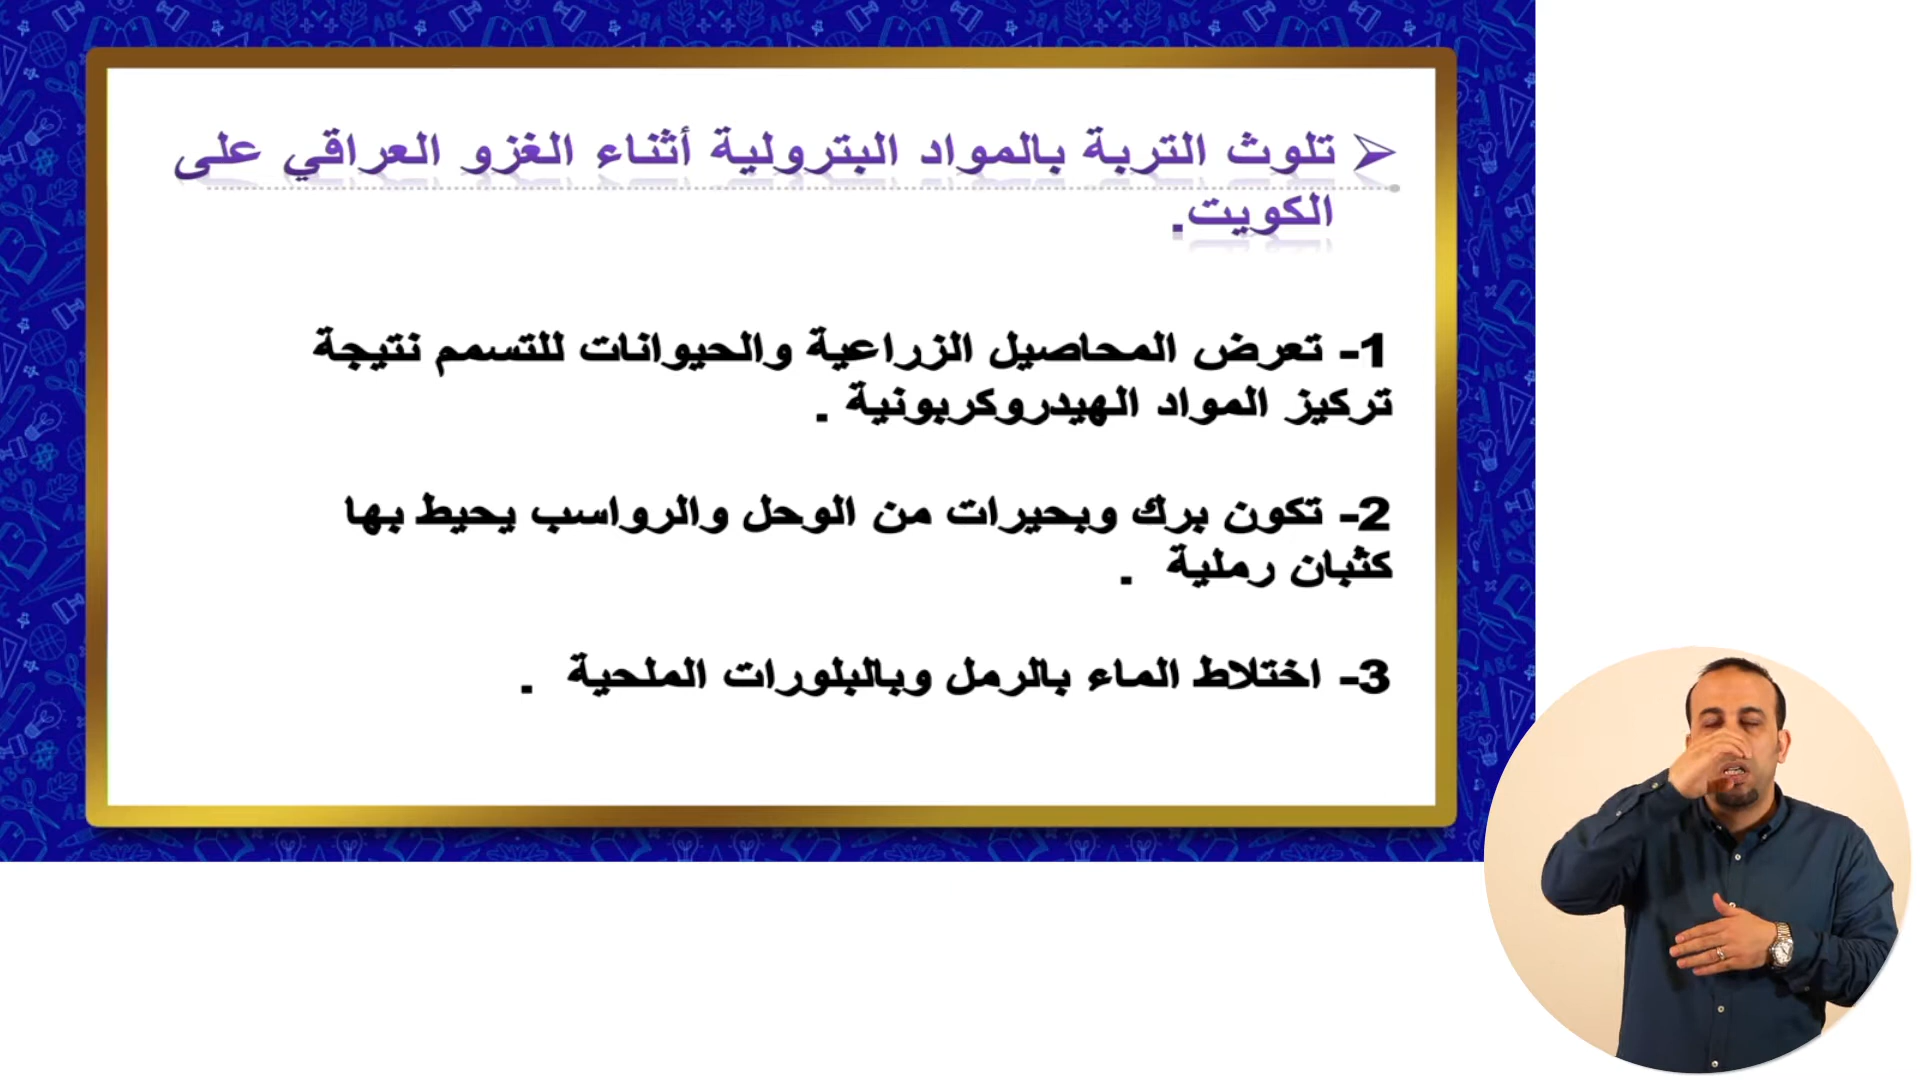 تلوث التربة بالمواد البترولية أثناء الغزو العراقي على
الكويت.
1- تعرض المحاصيل الزراعية والحيوانات للتسمم نتيجة
تركيز المواد الهيدروكربونية .
2- تكون برك وبحيرات من الوحل والرواسب يحيط بها
كثبان رملية .
3- اختلاط الماء بالرمل وبالبلورات الملحية .